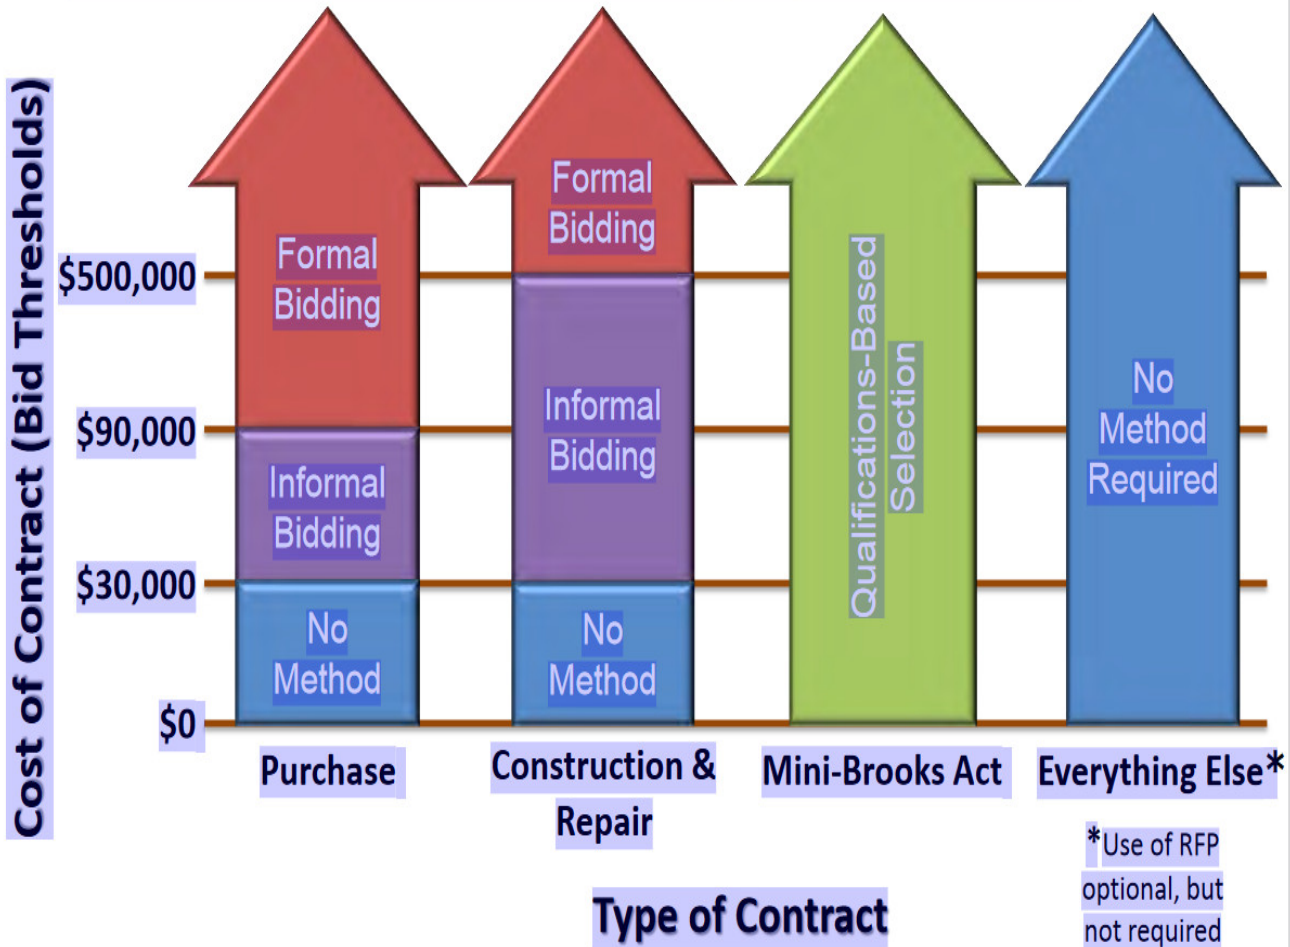 Cost of Contract (Bid Thresholds)
$500,000
$90,000
$30,000
$0
Formal
Bidding
Informal
Bidding
No
Method
Formal
Bidding
Informal
Bidding
No
Method
Qualifications-Based
Selection
No
Method
Required
Purchase
Construction &
Repair
Mini-Brooks Act
Everything Else*
*Use of RFP
optional, but
not required
Type of Contract